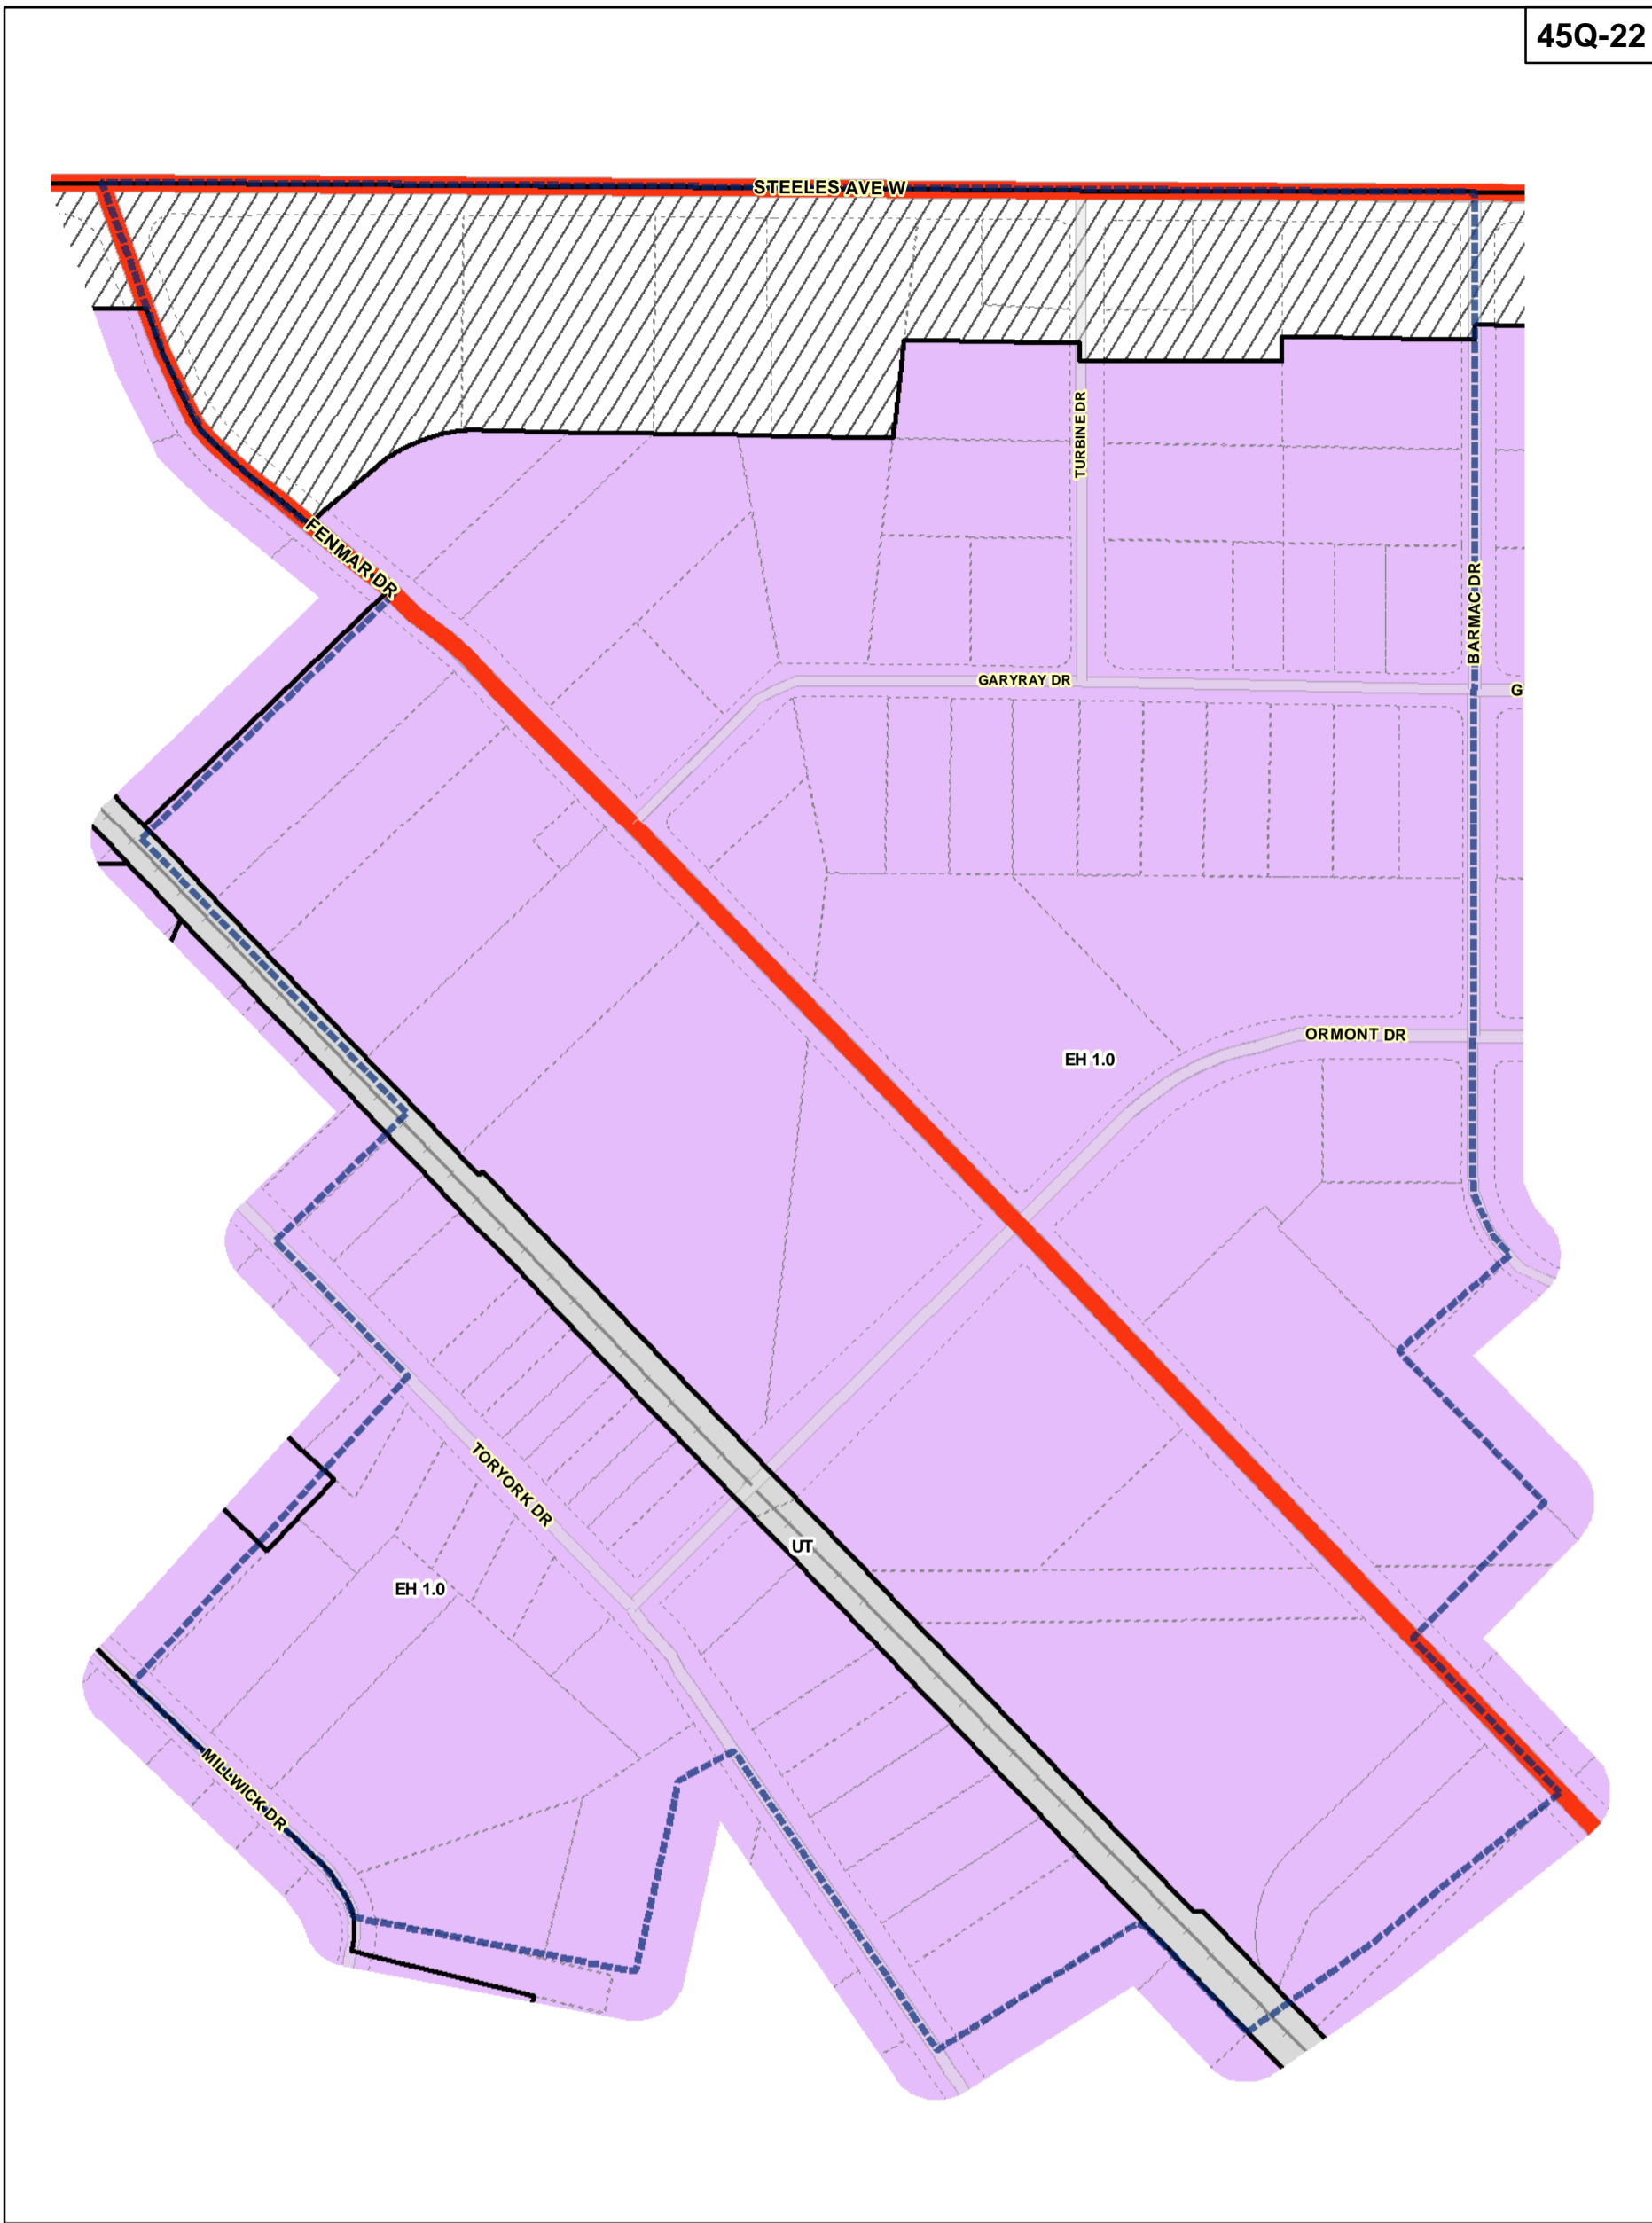 45Q-22
STEELES AVE W
TURBINE DR
FENMAR DR
BARMAC DR
GARYRAY DR
G
ORMONT DR
EH 1.0
TORYORK DR
UT
EH 1.0
MILLWICK DR